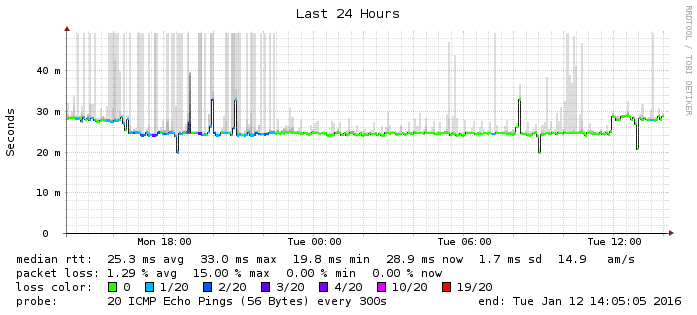 Last 24 Hours
RRDTOOL / TOBI OETIKER
Seconds
40 m
30 m
20 m
10 m
0
Mon 18:00 Tue 00:00 Tue 06:00 Tue 12:00
median rtt: 25.3 ms avg 33.0 ms max 19.8 ms min 28.9 ms now 1.7 ms sd 14.9 am/s
packet loss: 1.29 % avg 15.00 % max 0.00 % min 0.00 % now
loss color: 0 1/20 2/20 3/20 4/20 10/20 19/20
probe: 20 ICMP Echo Pings (56 Bytes) every 300s end: Tue Jan 12 14:05:05 2016